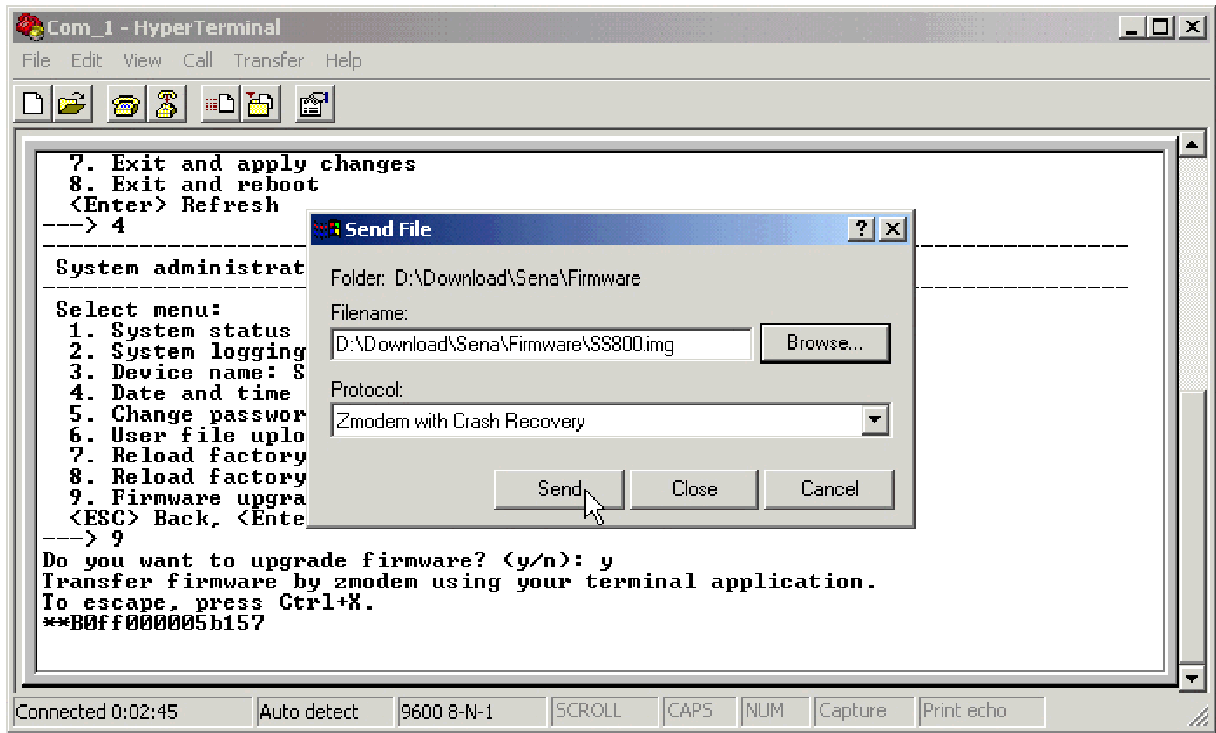 Com_1 - HyperTerminal
File Edit View Call Transfer Help
7. Exit and apply changes
8. Exit and reboot
<Enter> Refresh
---> 4
System administrat
Select menu:
1. System status
2. System logging
3. Device name: S
4. Date and time
5. Change passwor
6. User file uplo
7. Reload factory
8. Reload factory
9. Firmware upgra
<ESC> Back, <Ente
---> 9
Do you want to upgrade firmware? (y/n): y
Transfer firmware by zmodem using your terminal application.
To escape, press Ctrl+X.
**B0ff000005b157
Send File
Folder: D:\Download\Sena\Firmware
Filename:
D:\Download\Sena\Firmware\SS800.img Browse...
Protocol:
Zmodem with Crash Recovery
Send Close Cancel
Connected 0:02:45 Auto detect 9600 8-N-1 SCROLL CAPS NUM Capture Print echo